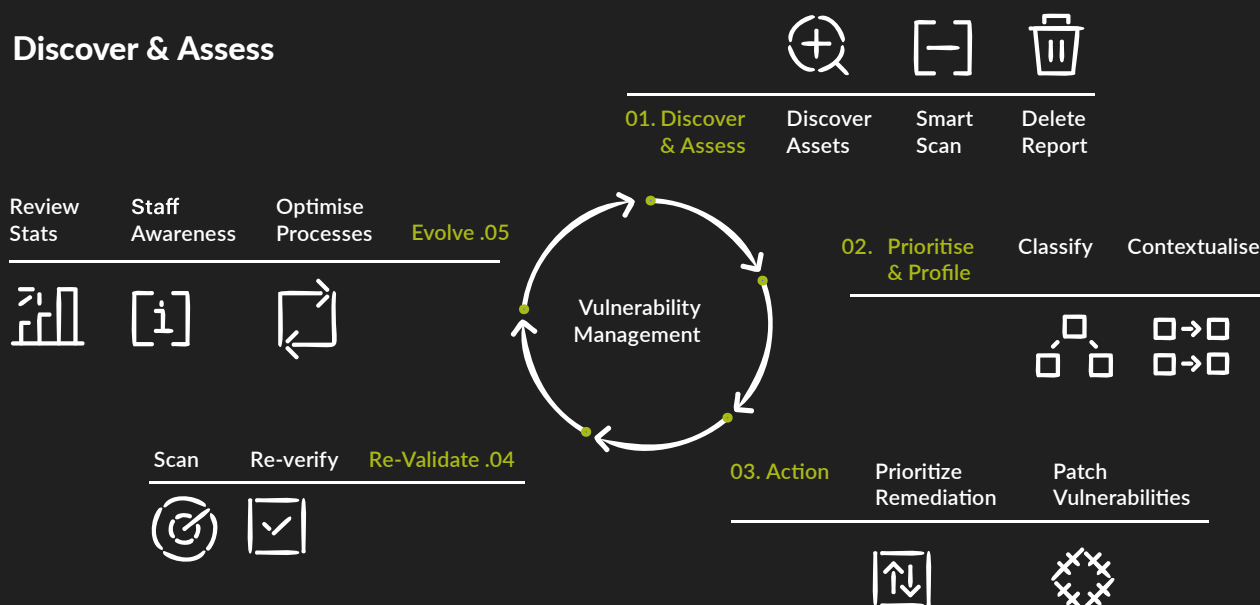 Discover & Assess
01. Discover
& Assess
Discover
Assets
Smart
Scan
Delete
Report
Review
Stats
Staff
Awareness
Optimise
Processes
Evolve .05
02. Prioritise
& Profile
Classify
Contextualise
Vulnerability
Management
Scan
Re-verify
Re-Validate .04
03. Action
Prioritize
Remediation
Patch
Vulnerabilities